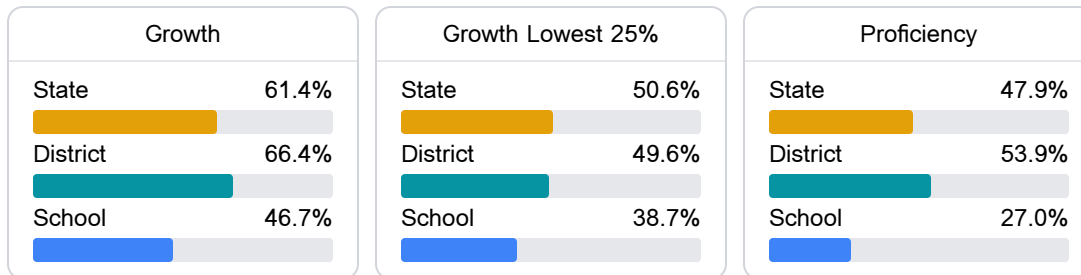 Growth
State 61.4%
District 66.4%
School 46.7%
Growth Lowest 25%
State 50.6%
District 49.6%
School 38.7%
Proficiency
State 47.9%
District 53.9%
School 27.0%